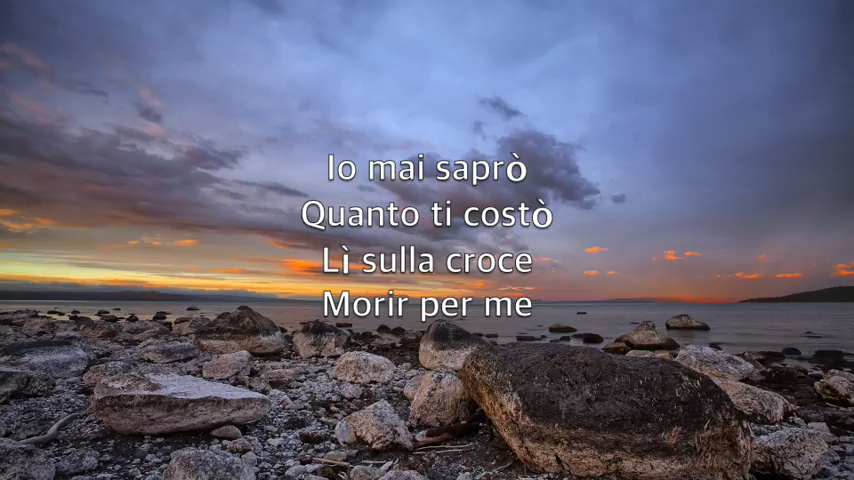 Io mai saprò
Quanto ti costò
Lì sulla croce
Morir per me